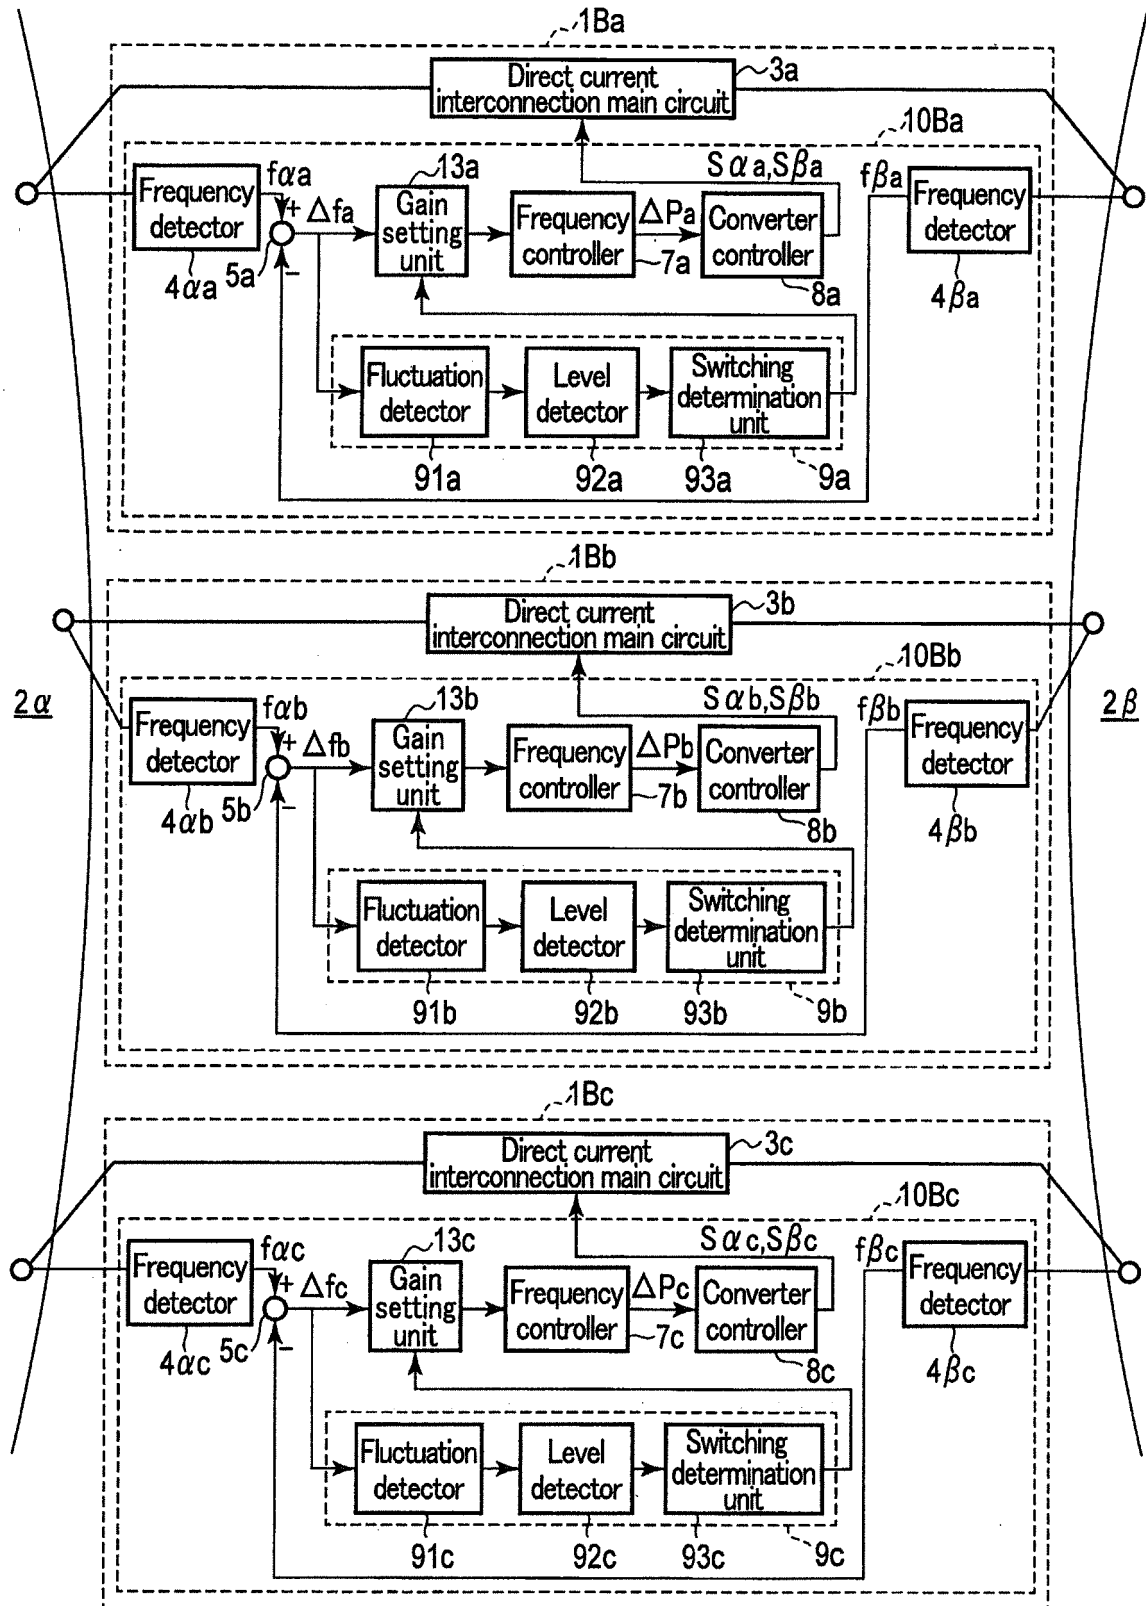 1Ba
Direct current
interconnection main circuit
3a
10Ba
Frequency
detector
fαa
+
Δfa
13a
Gain
setting
unit
Frequency
controller
ΔPa
Sαa,Sβa
Converter
controller
fβa
Frequency
detector
4αa
5a
−
7a
8a
4βa
Fluctuation
detector
Level
detector
Switching
determination
unit
91a
92a
93a
9a
1Bb
Direct current
interconnection main circuit
3b
10Bb
2α
2β
Frequency
detector
fαb
+
Δfb
13b
Gain
setting
unit
Frequency
controller
ΔPb
Sαb,Sβb
Converter
controller
fβb
Frequency
detector
4αb
5b
−
7b
8b
4βb
Fluctuation
detector
Level
detector
Switching
determination
unit
91b
92b
93b
9b
1Bc
Direct current
interconnection main circuit
3c
10Bc
Frequency
detector
fαc
+
Δfc
13c
Gain
setting
unit
Frequency
controller
ΔPc
Sαc,Sβc
Converter
controller
fβc
Frequency
detector
4αc
5c
−
7c
8c
4βc
Fluctuation
detector
Level
detector
Switching
determination
unit
91c
92c
93c
9c